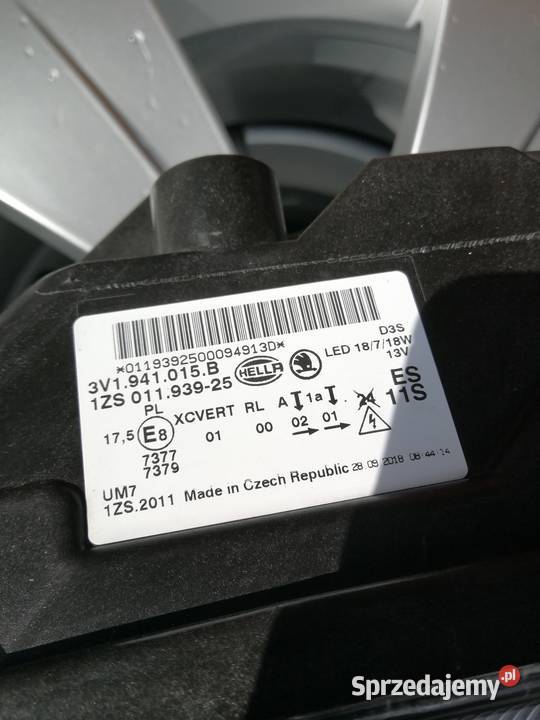 *0119392500094913D*
3V1.941.015.B
1ZS 011.939-25
HELLA
D3S
LED 18/7/18W
13V
PL
17,5 E8
7377
7379
XCVERT RL A 1a
01 00 02 01
ES
11S
UM7
1ZS.2011 Made in Czech Republic 28.09.2018 08:44:14
Sprzedajemy.pl